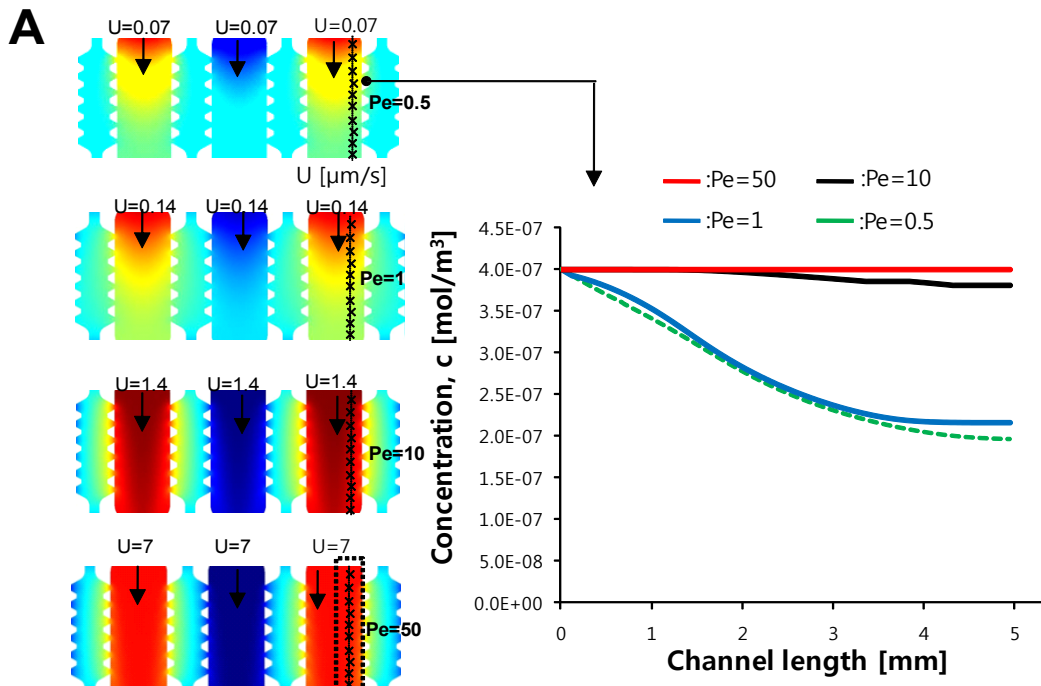 A
U=0.07 U=0.07 U=0.07
Pe=0.5
U [µm/s]
U=0.14 U=0.14 U=0.14
Pe=1
U=1.4 U=1.4 U=1.4
Pe=10
U=7 U=7 U=7
Pe=50
:Pe=50 :Pe=10
:Pe=1 :Pe=0.5
Concentration, c [mol/m³]
4.5E-07
4.0E-07
3.5E-07
3.0E-07
2.5E-07
2.0E-07
1.5E-07
1.0E-07
5.0E-08
0.0E+00
0 1 2 3 4 5
Channel length [mm]